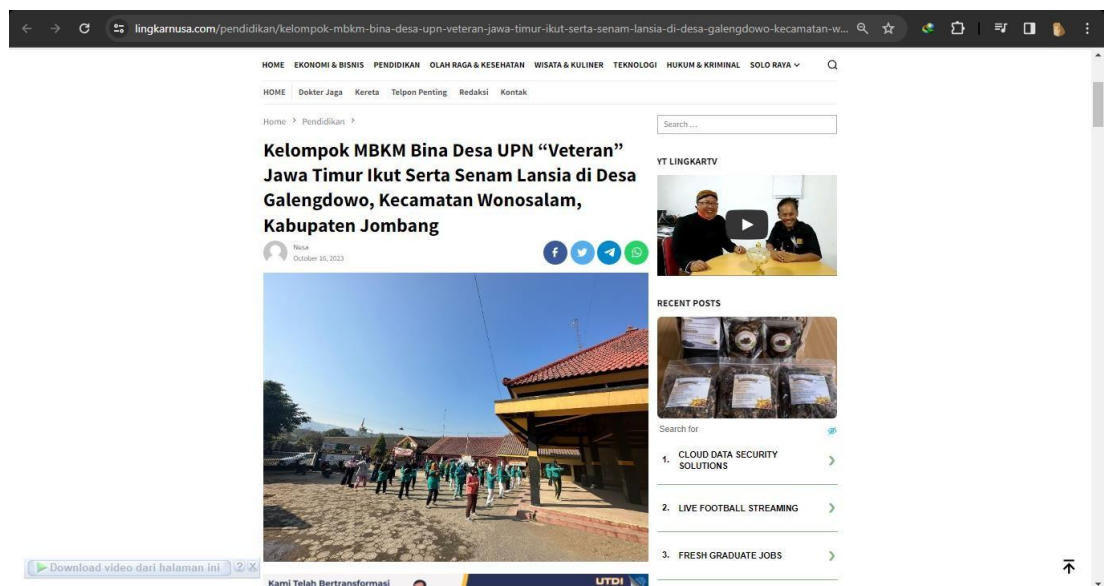 lingkarnusa.com/pendidikan/kelompok-mbkm-bina-desa-upn-veteran-jawa-timur-ikut-serta-senam-lansia-di-desa-galengdowo-kecamatan-w...
HOME EKONOMI & BISNIS PENDIDIKAN OLAH RAGA & KESEHATAN WISATA & KULINER TEKNOLOGI HUKUM & KRIMINAL SOLO RAYA
HOME Dokter Jaga Kereta Telpon Penting Redaksi Kontak
Home > Pendidikan >
Kelompok MBKM Bina Desa UPN “Veteran”
Jawa Timur Ikut Serta Senam Lansia di Desa
Galengdowo, Kecamatan Wonosalam,
Kabupaten Jombang
Nusa
October 16, 2023
Search ...
YT LINGKARTV
RECENT POSTS
Search for
1. CLOUD DATA SECURITY
SOLUTIONS
2. LIVE FOOTBALL STREAMING
3. FRESH GRADUATE JOBS
Download video dari halaman ini ? X
Kami Telah Bertransformasi
UTDI